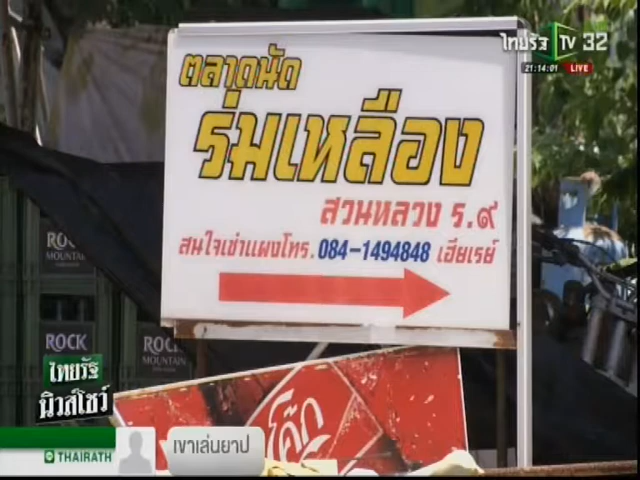 ไทยรัฐ TV 32
21:14:01 LIVE
ตลาดนัด
ร่มเหลือง
สวนหลวง ร.๙
สนใจเช่าแผงโทร. 084-1494848 เฮียเรย์
ROCK
MOUNTAIN
ROCK
ROCK
MOUNTAIN
ไทยรัฐ
นิวส์โชว์
โค้ก
THAIRATH
เขาเล่นยาป